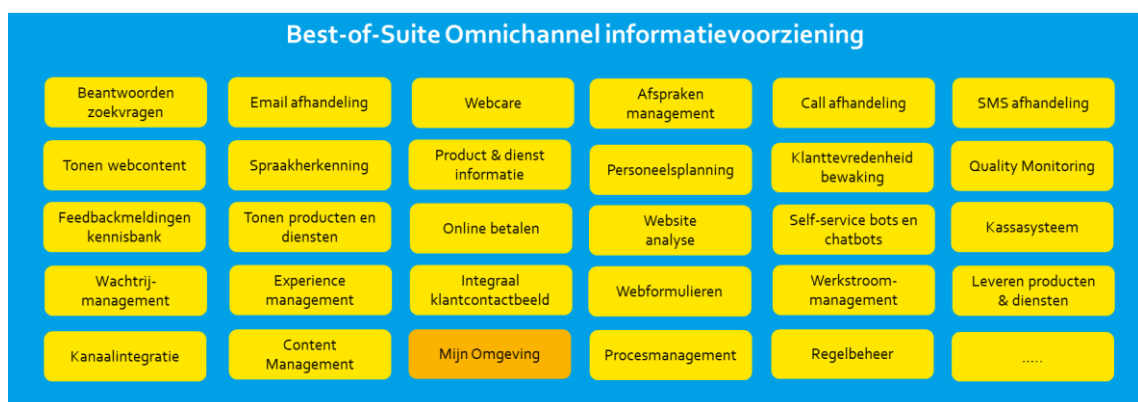 Best-of-Suite Omnichannel informatievoorziening
Beantwoorden
zoekvragen
Email afhandeling
Webcare
Afspraken
management
Call afhandeling
SMS afhandeling
Tonen webcontent
Spraakherkenning
Product & dienst
informatie
Personeelsplanning
Klanttevredenheid
bewaking
Quality Monitoring
Feedbackmeldingen
kennisbank
Tonen producten en
diensten
Online betalen
Website
analyse
Self-service bots en
chatbots
Kassasysteem
Wachtrij-
management
Experience
management
Integraal
klantcontactbeeld
Webformulieren
Werkstroom-
management
Leveren producten
& diensten
Kanaalintegratie
Content
Management
Mijn Omgeving
Procesmanagement
Regelbeheer
.....